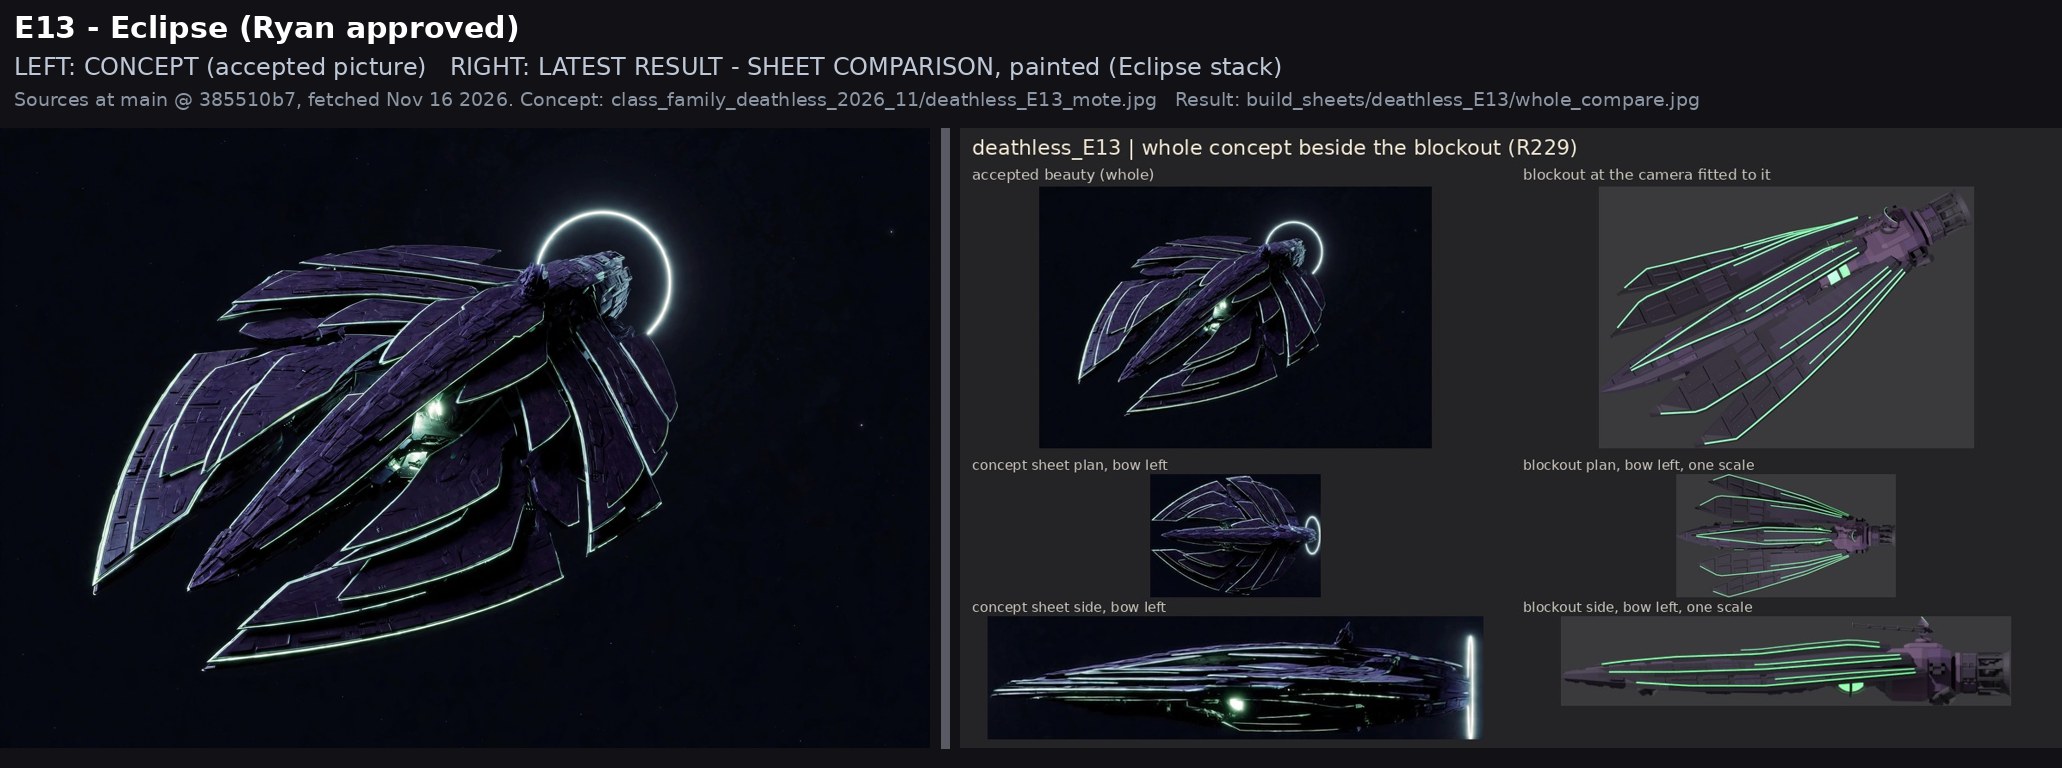 E13 - Eclipse (Ryan approved)
LEFT: CONCEPT (accepted picture)   RIGHT: LATEST RESULT - SHEET COMPARISON, painted (Eclipse stack)
Sources at main @ 385510b7, fetched Nov 16 2026. Concept: class_family_deathless_2026_11/deathless_E13_mote.jpg   Result: build_sheets/deathless_E13/whole_compare.jpg
deathless_E13 | whole concept beside the blockout (R229)
accepted beauty (whole)
blockout at the camera fitted to it
concept sheet plan, bow left
blockout plan, bow left, one scale
concept sheet side, bow left
blockout side, bow left, one scale